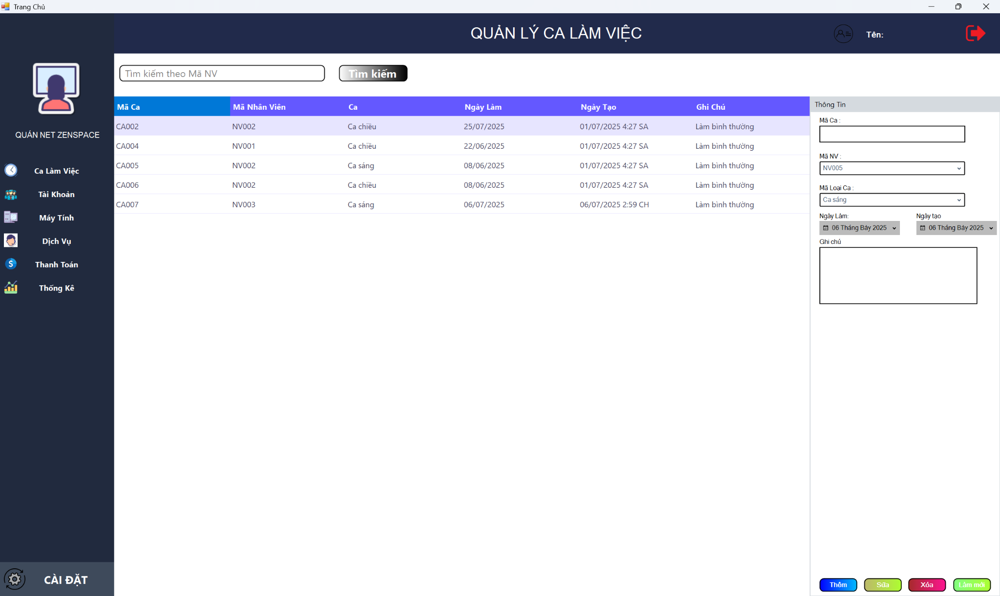 Trang Chủ
QUẢN LÝ CA LÀM VIỆC
Tên:
QUÁN NET ZENSPACE
Ca Làm Việc
Tài Khoản
Máy Tính
Dịch Vụ
Thanh Toán
Thống Kê
CÀI ĐẶT
Tìm kiếm theo Mã NV
Tìm kiếm
Mã Ca Mã Nhân Viên Ca Ngày Làm Ngày Tạo Ghi Chú
CA002 NV002 Ca chiều 25/07/2025 01/07/2025 4:27 SA Làm bình thường
CA004 NV001 Ca chiều 22/06/2025 01/07/2025 4:27 SA Làm bình thường
CA005 NV002 Ca sáng 08/06/2025 01/07/2025 4:27 SA Làm bình thường
CA006 NV002 Ca chiều 08/06/2025 01/07/2025 4:27 SA Làm bình thường
CA007 NV003 Ca sáng 06/07/2025 06/07/2025 2:59 CH Làm bình thường
Thông Tin
Mã Ca :
Mã NV :
NV005
Mã Loại Ca :
Ca sáng
Ngày Làm: Ngày tạo
06 Tháng Bảy 2025 06 Tháng Bảy 2025
Ghi chú
Thêm Sữa Xóa Làm mới